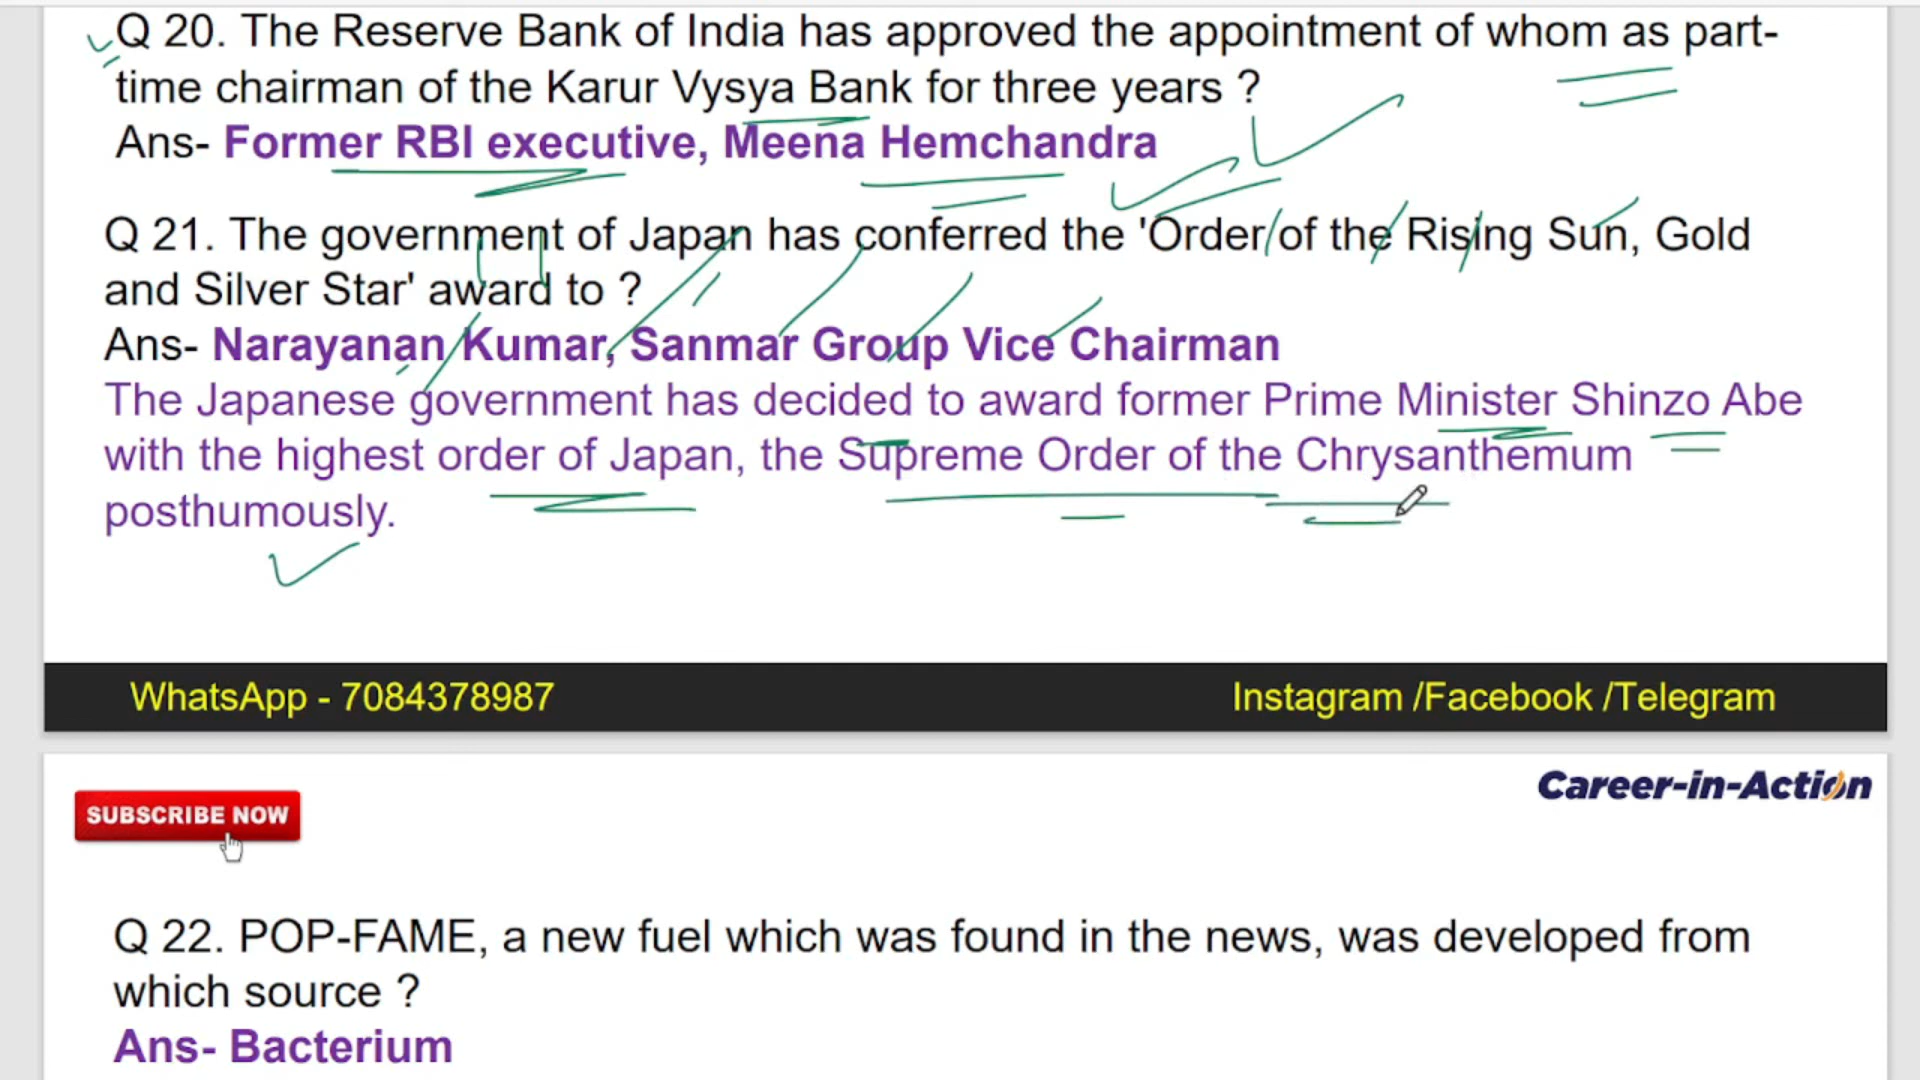 Q 20. The Reserve Bank of India has approved the appointment of whom as part-
time chairman of the Karur Vysya Bank for three years ?
Ans- Former RBI executive, Meena Hemchandra
Q 21. The government of Japan has conferred the 'Order of the Rising Sun, Gold
and Silver Star' award to ?
Ans- Narayanan Kumar, Sanmar Group Vice Chairman
The Japanese government has decided to award former Prime Minister Shinzo Abe
with the highest order of Japan, the Supreme Order of the Chrysanthemum
posthumously.
WhatsApp - 7084378987
Instagram /Facebook /Telegram
Career-in-Action
SUBSCRIBE NOW
Q 22. POP-FAME, a new fuel which was found in the news, was developed from
which source ?
Ans- Bacterium